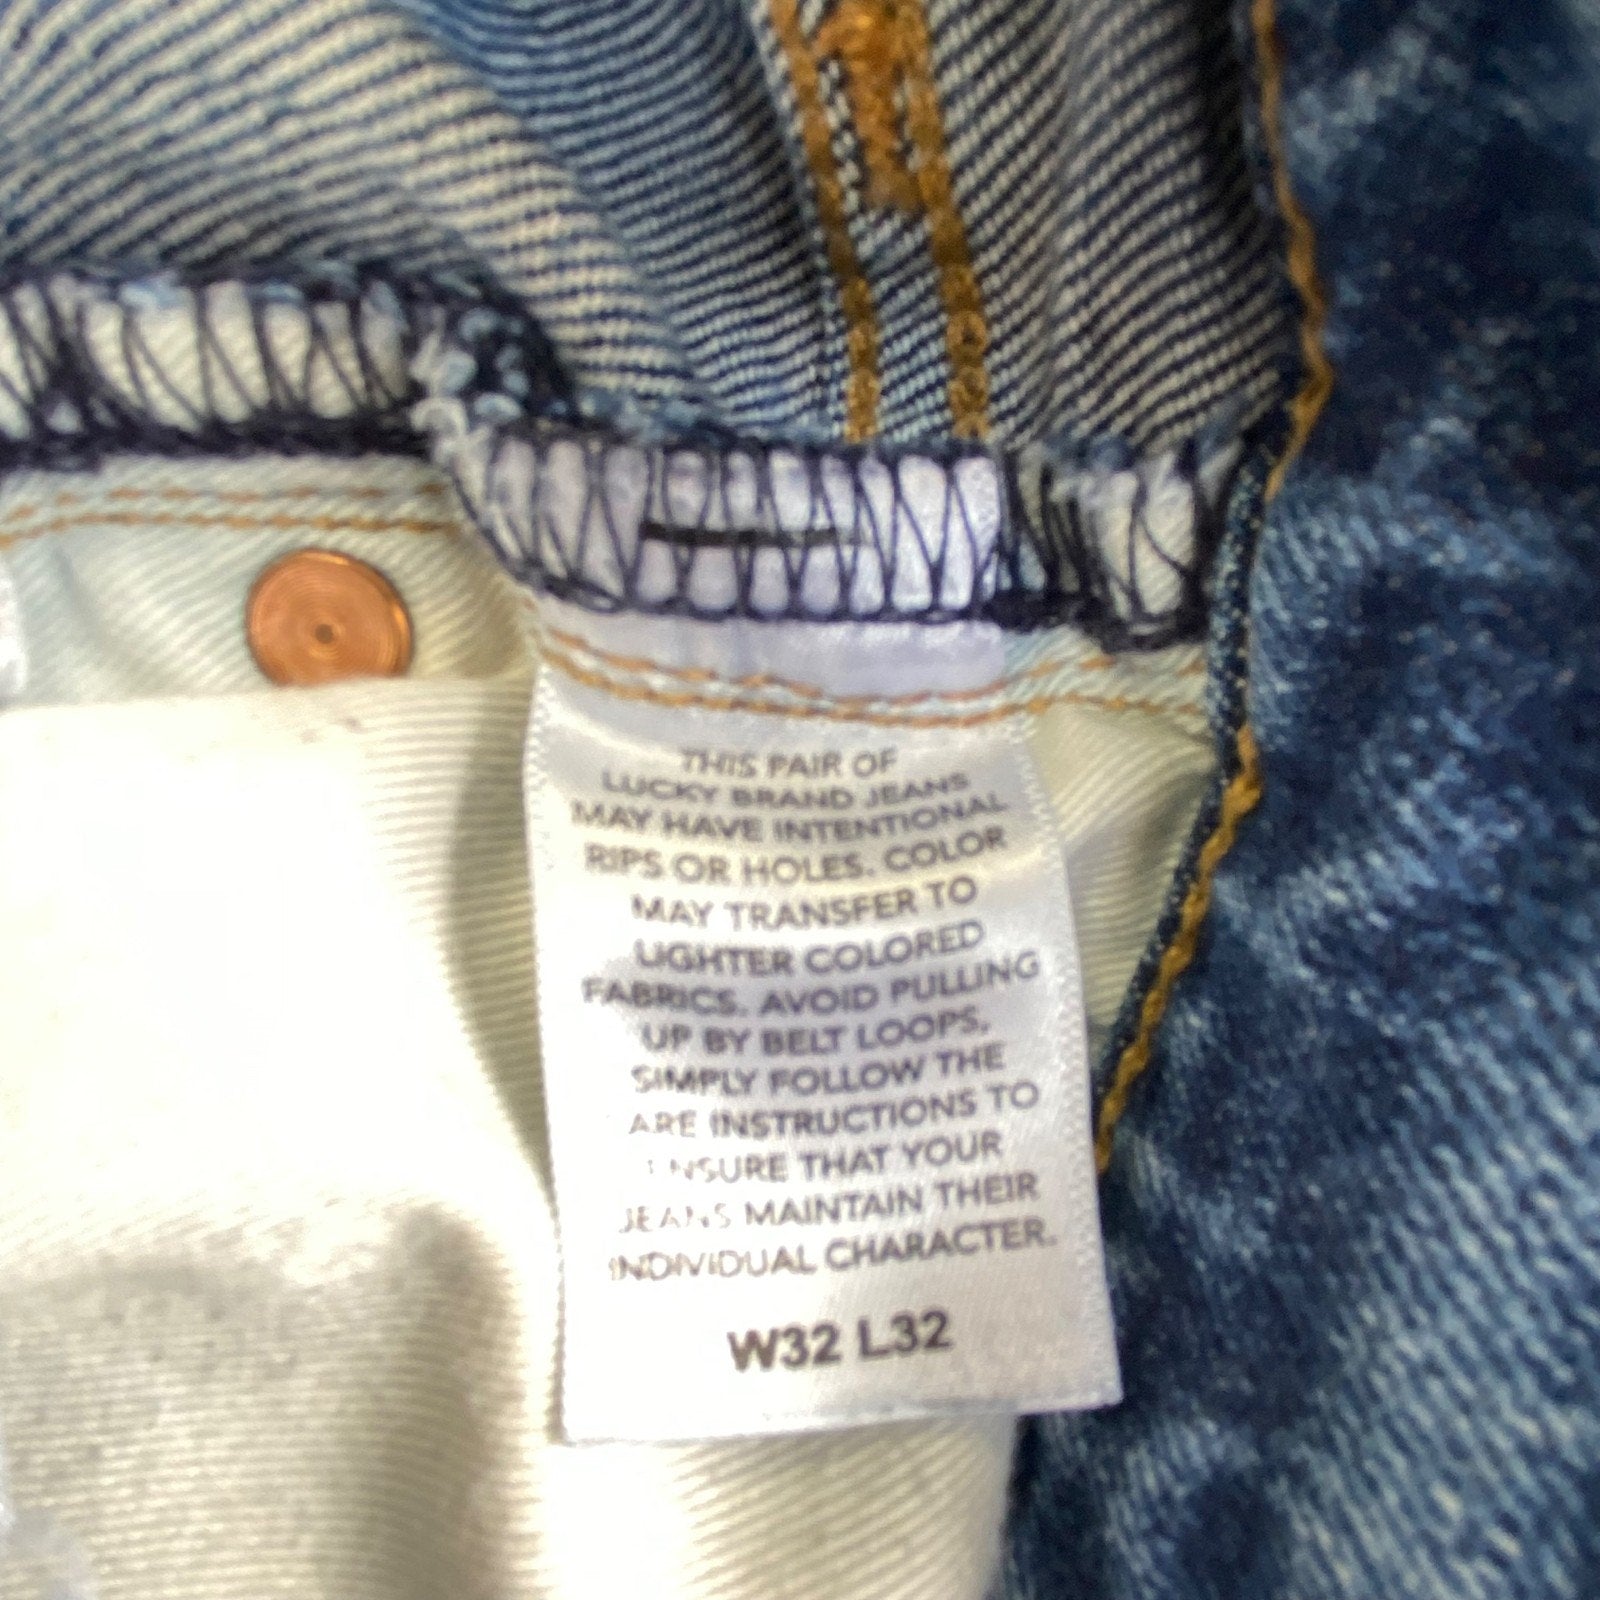 THIS PAIR OF
LUCKY BRAND JEANS
MAY HAVE INTENTIONAL
RIPS OR HOLES. COLOR
MAY TRANSFER TO
LIGHTER COLORED
FABRICS. AVOID PULLING
UP BY BELT LOOPS,
SIMPLY FOLLOW THE
ARE INSTRUCTIONS TO
ENSURE THAT YOUR
JEANS MAINTAIN THEIR
INDIVIDUAL CHARACTER.
W32 L32